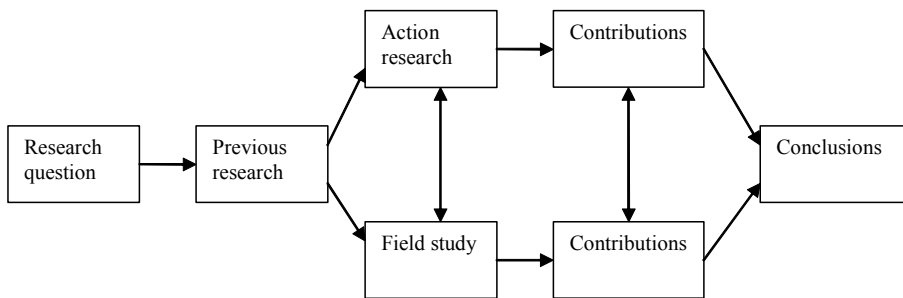 Action
research
Contributions
Research
question
Previous
research
Conclusions
Field study
Contributions